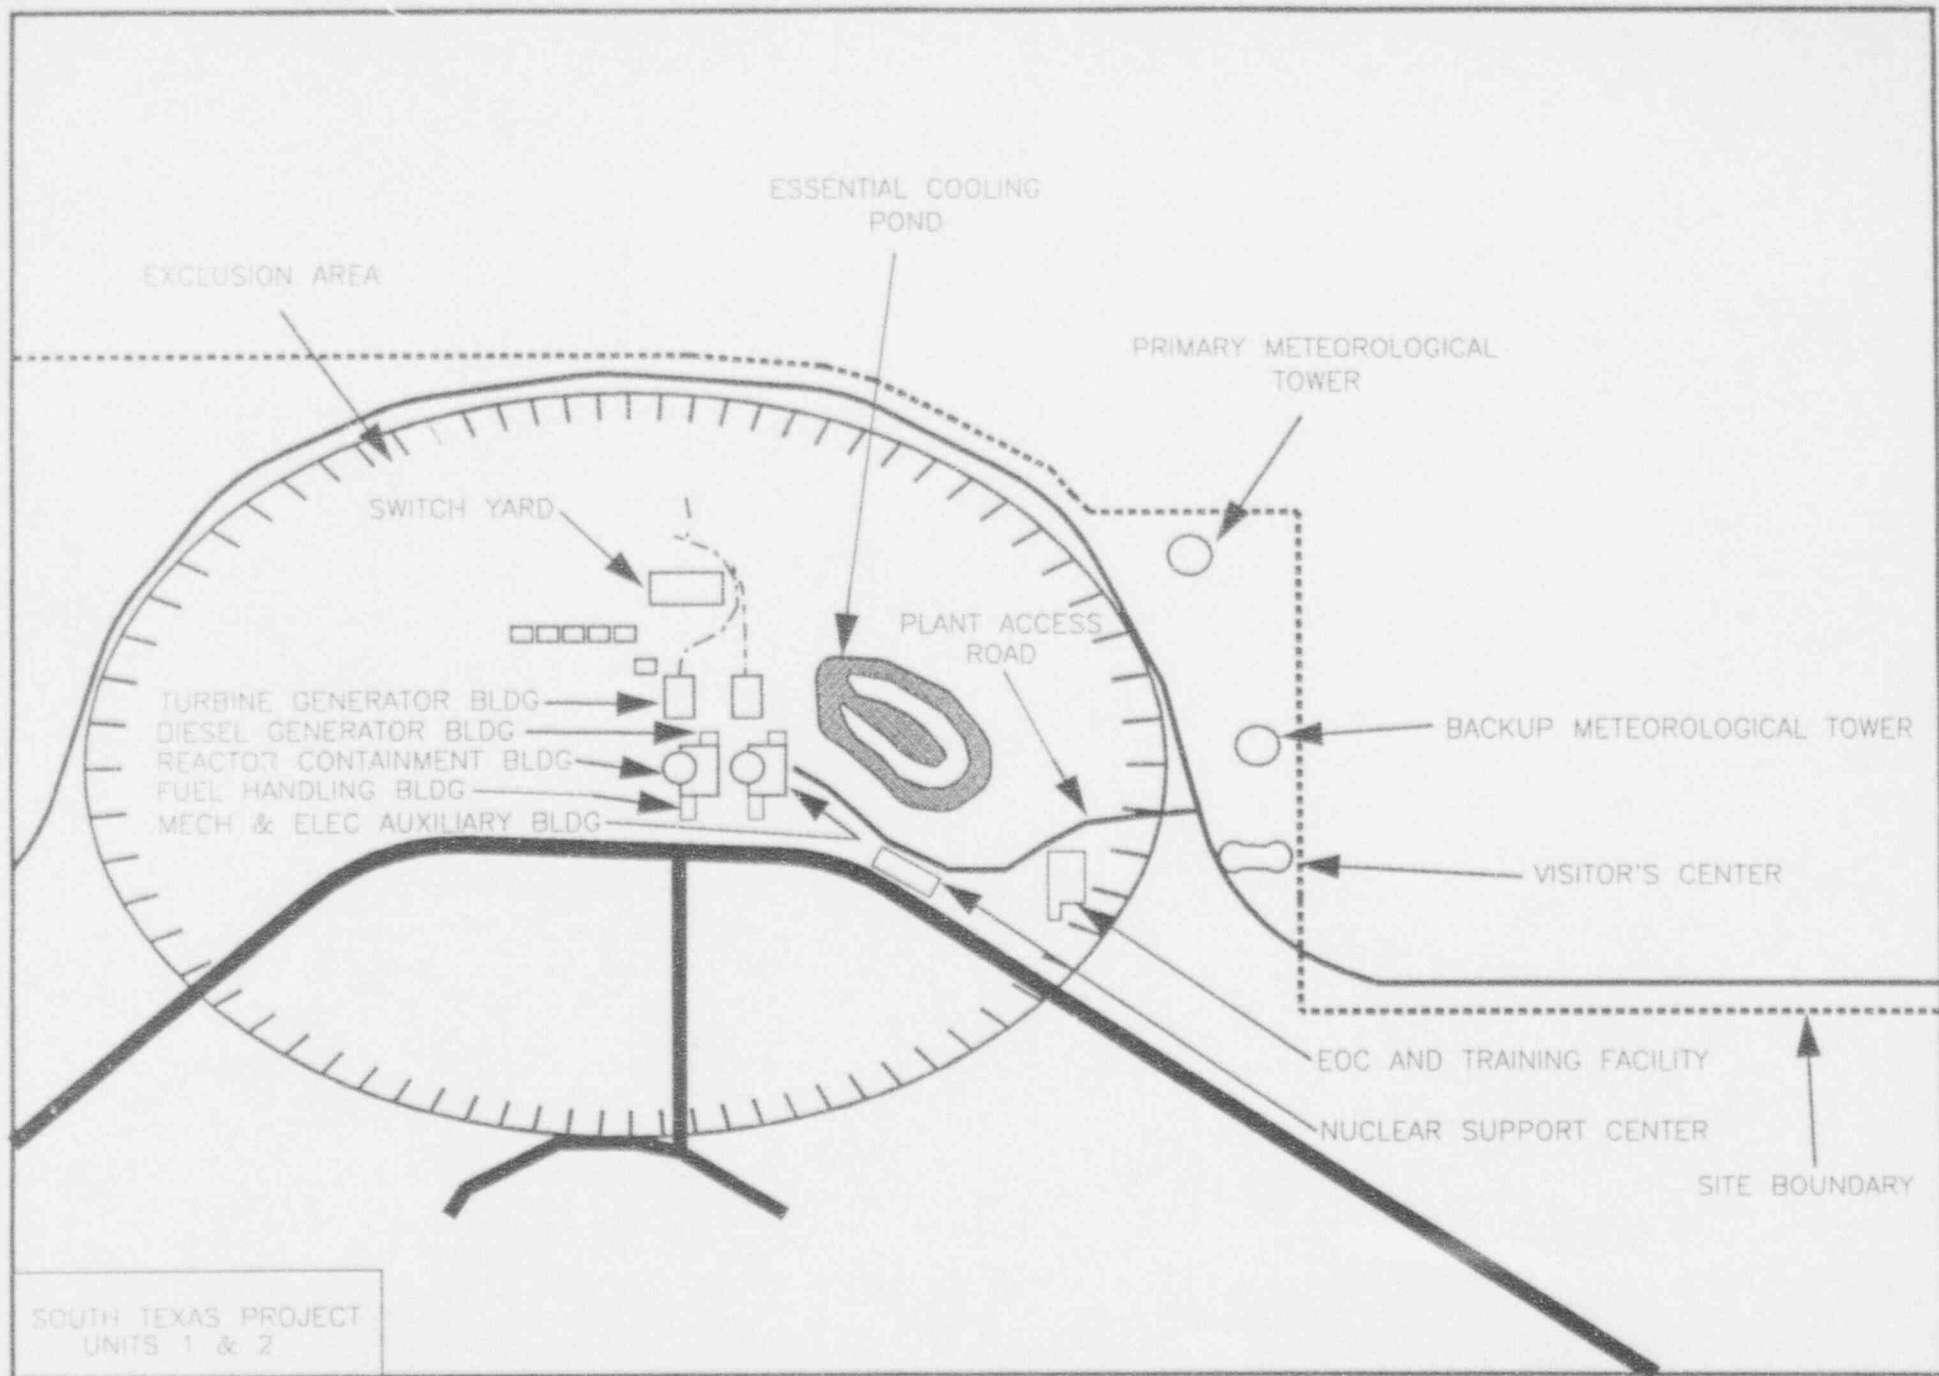 ESSENTIAL COOLING
POND
EXCLUSION AREA
PRIMARY METEOROLOGICAL
TOWER
SWITCH YARD
PLANT ACCESS
ROAD
TURBINE GENERATOR BLDG
DIESEL GENERATOR BLDG
REACTOR CONTAINMENT BLDG
FUEL HANDLING BLDG
MECH & ELEC AUXILIARY BLDG
BACKUP METEOROLOGICAL TOWER
VISITOR'S CENTER
EOC AND TRAINING FACILITY
NUCLEAR SUPPORT CENTER
SITE BOUNDARY
SOUTH TEXAS PROJECT
UNITS 1 & 2